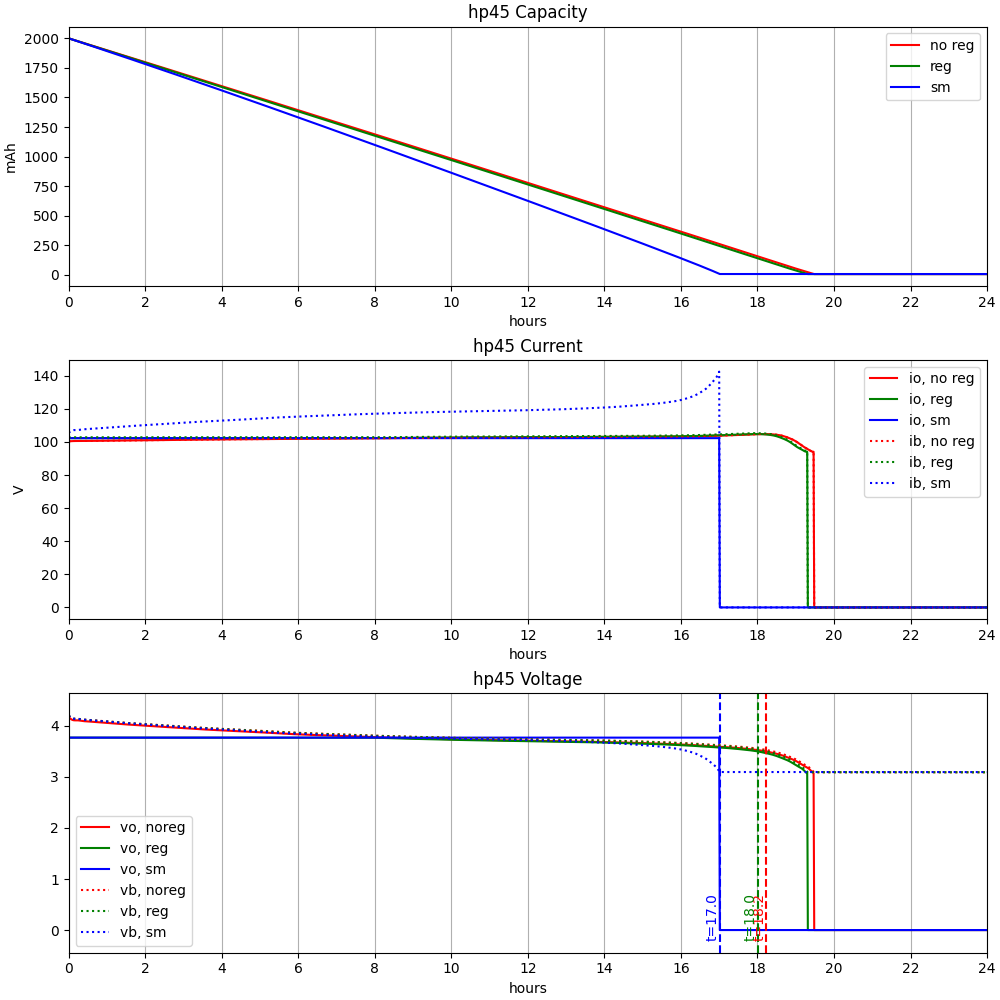 hp45 Capacity
2000
1750
1500
1250
1000
750
500
250
0
mAh
no reg
reg
sm
0 2 4 6 8 10 12 14 16 18 20 22 24
hours
hp45 Current
140
120
100
80
60
40
20
0
V
io, no reg
io, reg
io, sm
ib, no reg
ib, reg
ib, sm
0 2 4 6 8 10 12 14 16 18 20 22 24
hours
hp45 Voltage
4
3
2
1
0
vo, noreg
vo, reg
vo, sm
vb, noreg
vb, reg
vb, sm
t=17.0
t=18.0
t=18.2
0 2 4 6 8 10 12 14 16 18 20 22 24
hours